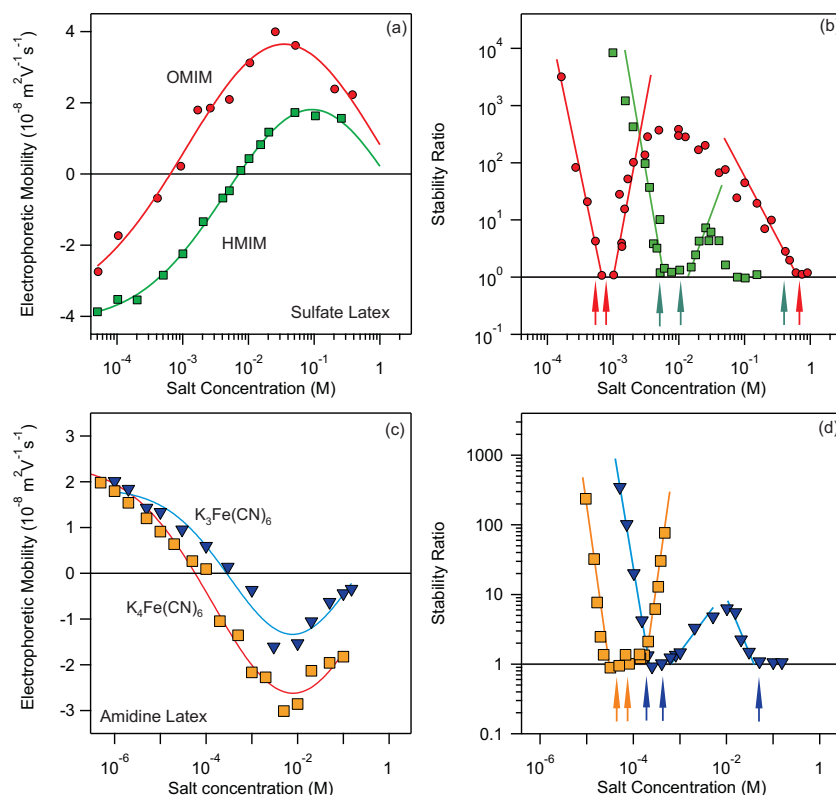 (a)
Electrophoretic Mobility (10⁻⁸ m²V⁻¹s⁻¹)
4
2
0
-2
-4
OMIM
HMIM
Sulfate Latex
10⁻⁴
10⁻³
10⁻²
10⁻¹
1
Salt Concentration (M)
(b)
Stability Ratio
10⁴
10³
10²
10¹
10⁰
10⁻¹
10⁻⁴
10⁻³
10⁻²
10⁻¹
1
Salt Concentration (M)
(c)
Electrophoretic Mobility (10⁻⁸ m²V⁻¹s⁻¹)
3
2
1
0
-1
-2
-3
K₃Fe(CN)₆
K₄Fe(CN)₆
Amidine Latex
10⁻⁶
10⁻⁴
10⁻²
1
Salt concentration (M)
(d)
Stability Ratio
1000
100
10
1
0.1
10⁻⁶
10⁻⁴
10⁻²
1
Salt Concentration (M)